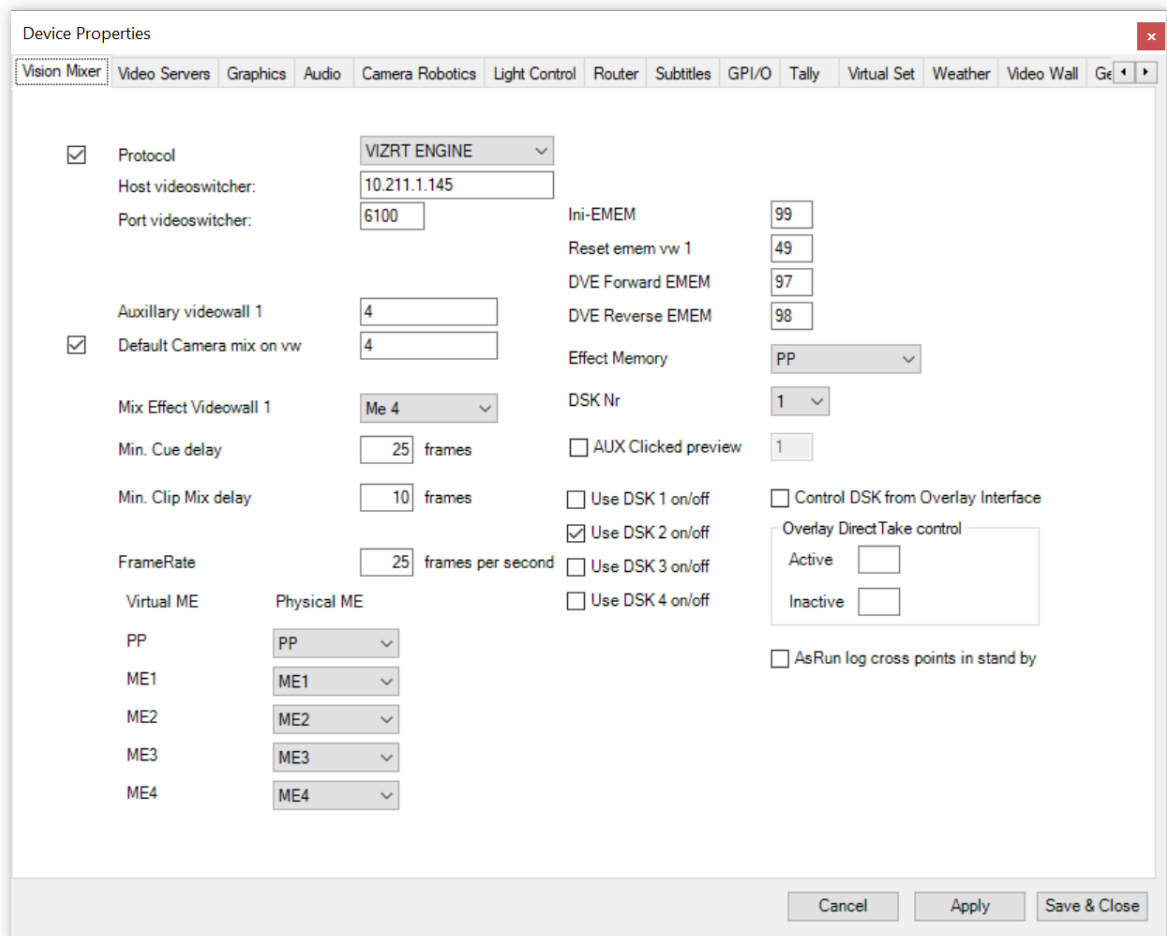 Device Properties
Vision Mixer Video Servers Graphics Audio Camera Robotics Light Control Router Subtitles GPI/O Tally Virtual Set Weather Video Wall
Protocol VIZRT ENGINE
Host videoswitcher: 10.211.1.145
Port videoswitcher: 6100
Auxillary videowall 1 4
Default Camera mix on vw 4
Mix Effect Videowall 1 Me 4
Min. Cue delay 25 frames
Min. Clip Mix delay 10 frames
FrameRate 25 frames per second
Virtual ME Physical ME
PP PP
ME1 ME1
ME2 ME2
ME3 ME3
ME4 ME4
Ini-EMEM 99
Reset emem vw 1 49
DVE Forward EMEM 97
DVE Reverse EMEM 98
Effect Memory PP
DSK Nr 1
AUX Clicked preview 1
Use DSK 1 on/off
Use DSK 2 on/off
Use DSK 3 on/off
Use DSK 4 on/off
Control DSK from Overlay Interface
Overlay DirectTake control
Active
Inactive
AsRun log cross points in stand by
Cancel Apply Save & Close